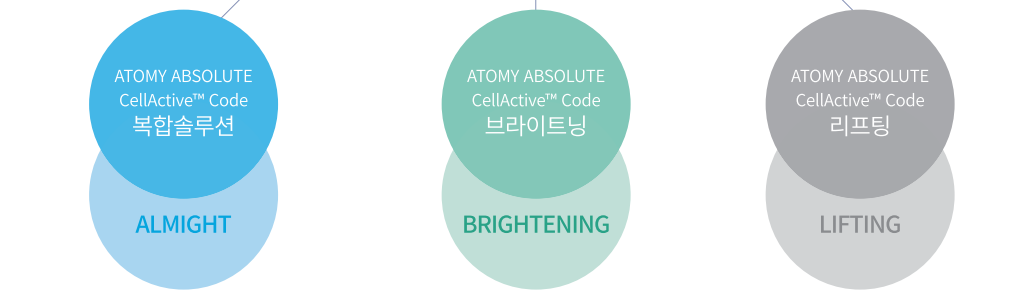 ATOMY ABSOLUTE
CellActive™ Code
복합솔루션
ALMIGHT
ATOMY ABSOLUTE
CellActive™ Code
브라이트닝
BRIGHTENING
ATOMY ABSOLUTE
CellActive™ Code
리프팅
LIFTING